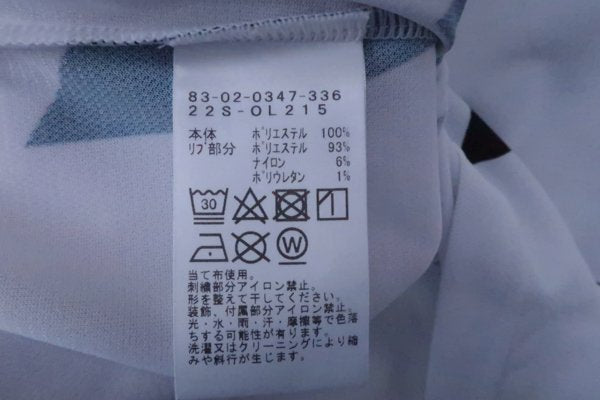 83-02-0347-336
22S-OL215
本体 ポリエステル 100%
リブ部分 ポリエステル 93%
ナイロン 6%
ポリウレタン 1%
30
W
当て布使用。
刺繍部分アイロン禁止。
形を整えて干してください。
装飾、付属部分アイロン禁止。
光・水・雨・汗・摩擦等で色落
ちする可能性が有ります。
洗濯又はクリーニングにより縮
みや斜行が生じます。